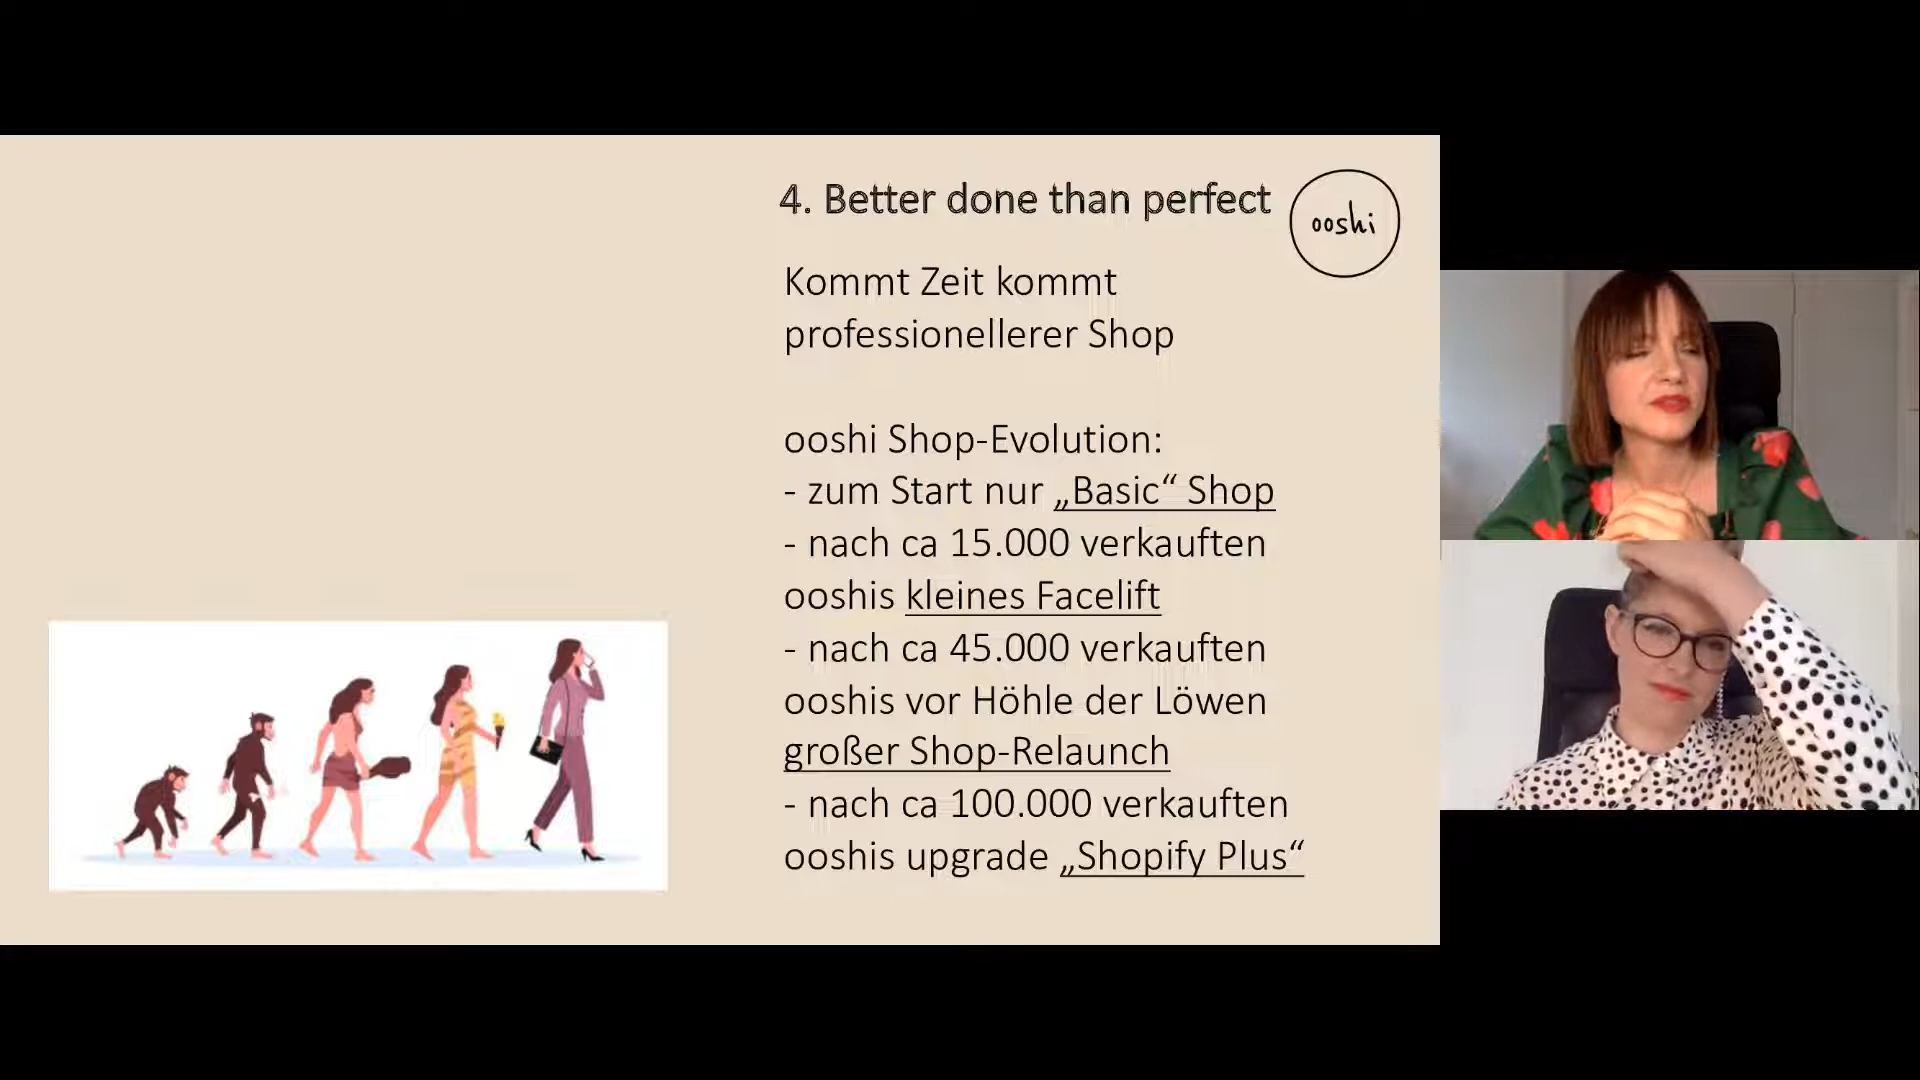 4. Better done than perfect
ooshi
Kommt Zeit kommt
professionellerer Shop
ooshi Shop-Evolution:
- zum Start nur „Basic“ Shop
- nach ca 15.000 verkauften
ooshis kleines Facelift
- nach ca 45.000 verkauften
ooshis vor Höhle der Löwen
großer Shop-Relaunch
- nach ca 100.000 verkauften
ooshis upgrade „Shopify Plus“